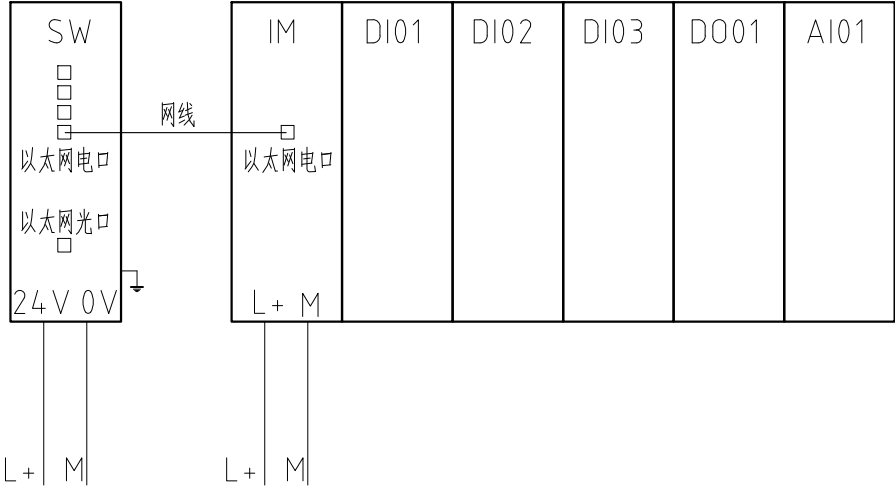 SW IM DI01 DI02 DI03 DO01 AI01
网线
以太网电口 以太网电口
以太网光口
24V 0V L+ M
L+ M L+ M